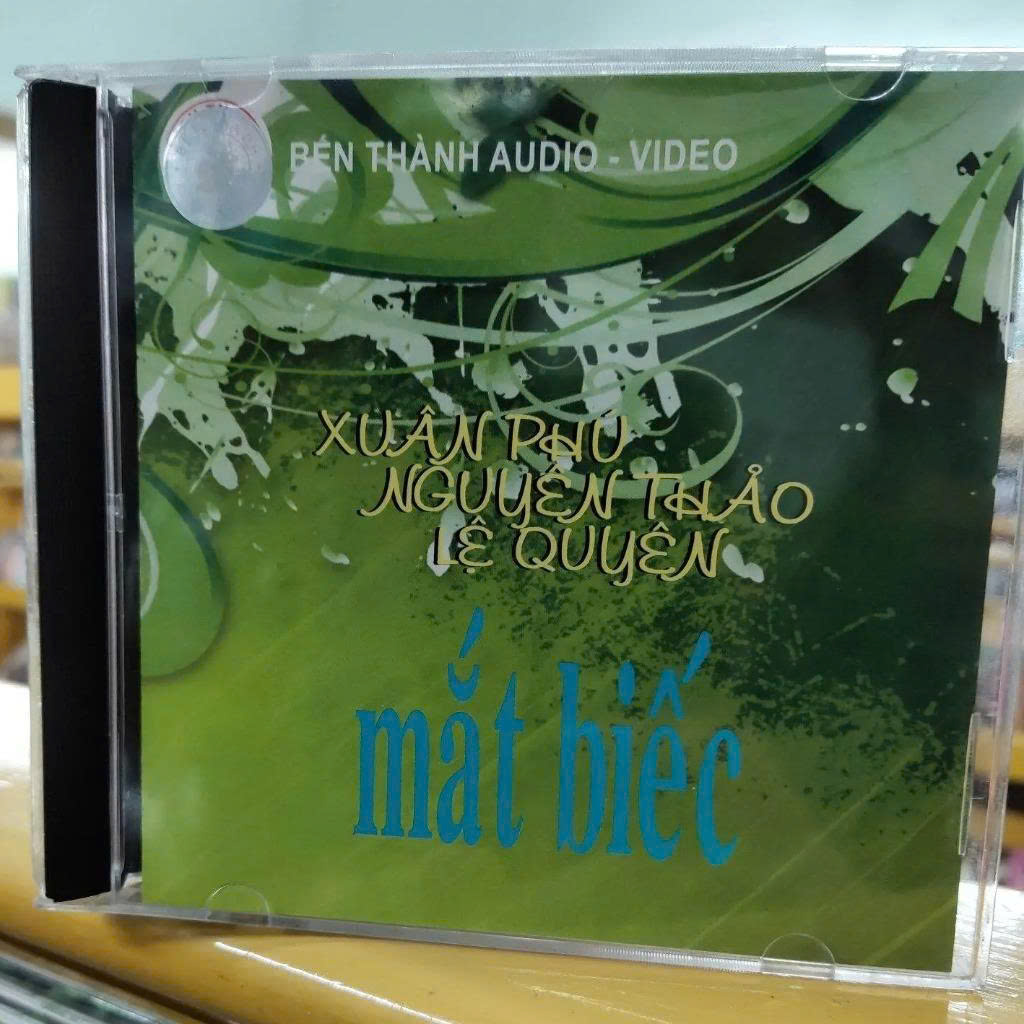 BẾN THÀNH AUDIO - VIDEO
XUÂN PHÚ
NGUYÊN THẢO
LỆ QUYÊN
mắt biếc